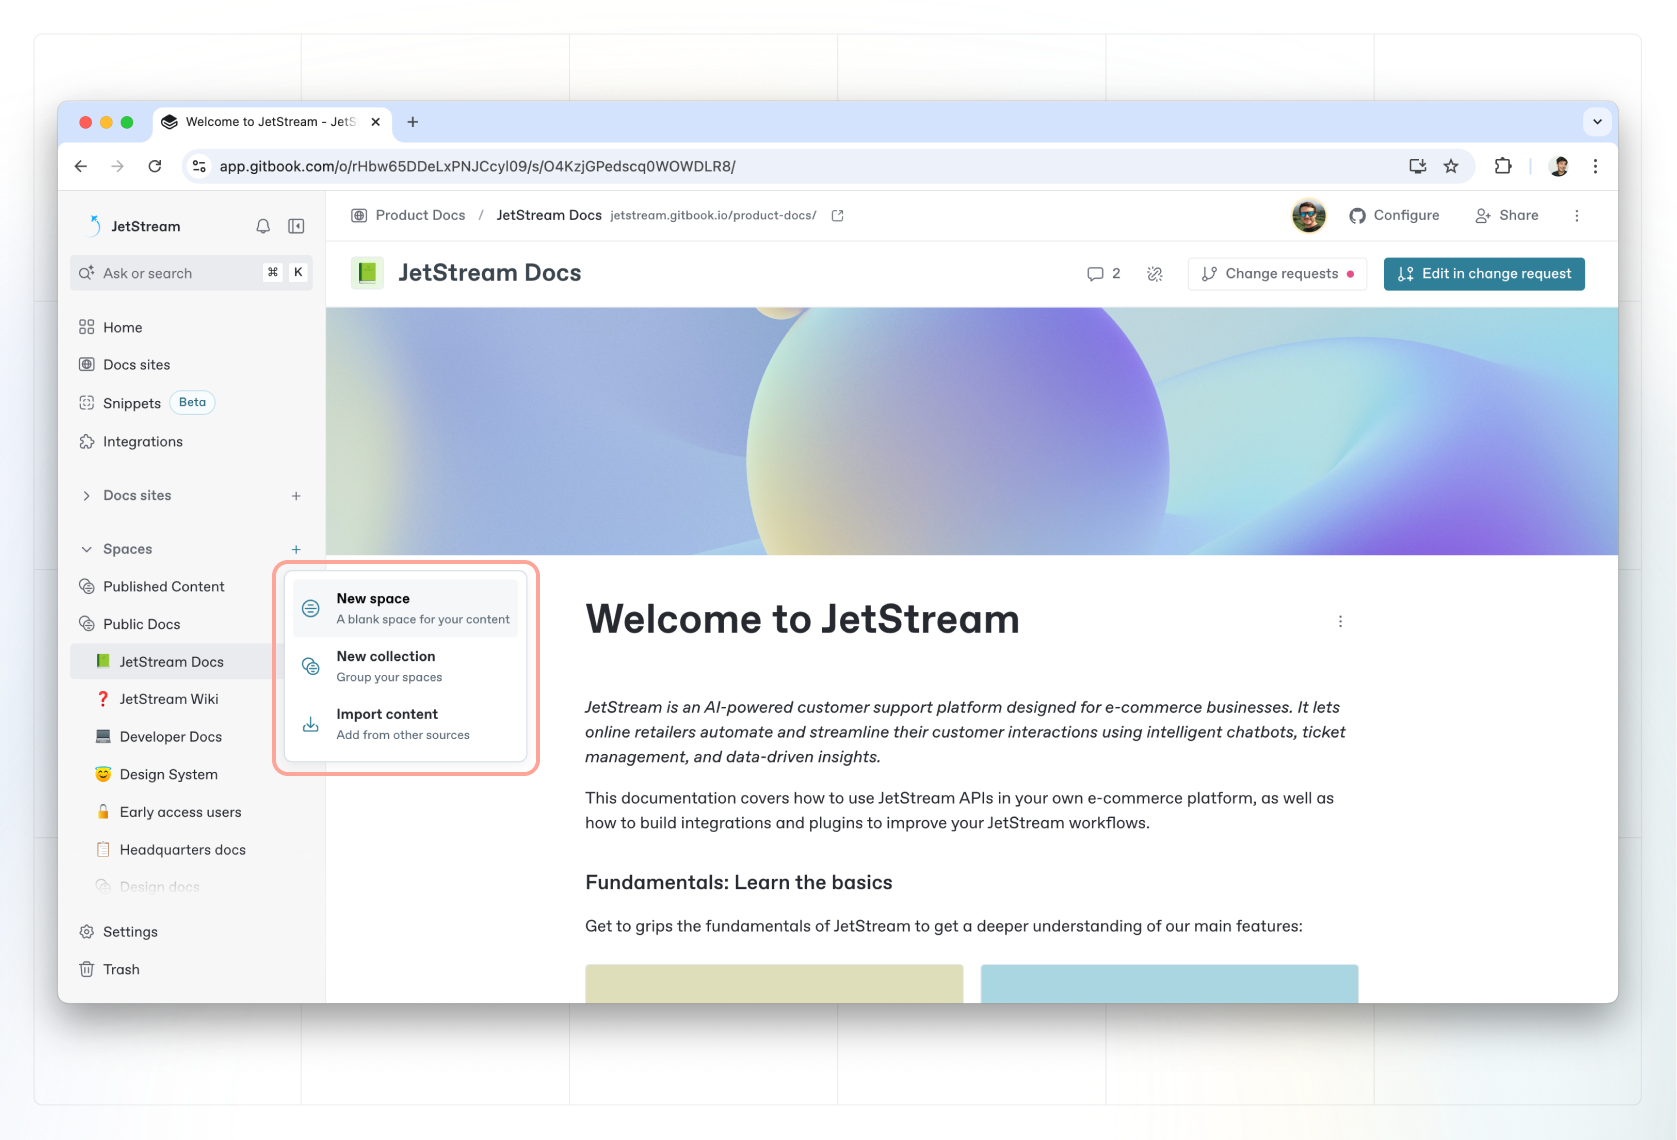 Welcome to JetStream - JetS
app.gitbook.com/o/rHbw65DDeLxPNJCcyl09/s/O4KzjGPedscq0WOWDLR8/
JetStream
Product Docs / JetStream Docs jetstream.gitbook.io/product-docs/
Configure
Share
Ask or search ⌘ K
JetStream Docs
2
Change requests
Edit in change request
Home
Docs sites
Snippets Beta
Integrations
Docs sites
Spaces
Published Content
Public Docs
JetStream Docs
JetStream Wiki
Developer Docs
Design System
Early access users
Headquarters docs
Design docs
Settings
Trash
New space
A blank space for your content
New collection
Group your spaces
Import content
Add from other sources
Welcome to JetStream
JetStream is an AI-powered customer support platform designed for e-commerce businesses. It lets
online retailers automate and streamline their customer interactions using intelligent chatbots, ticket
management, and data-driven insights.
This documentation covers how to use JetStream APIs in your own e-commerce platform, as well as
how to build integrations and plugins to improve your JetStream workflows.
Fundamentals: Learn the basics
Get to grips the fundamentals of JetStream to get a deeper understanding of our main features: